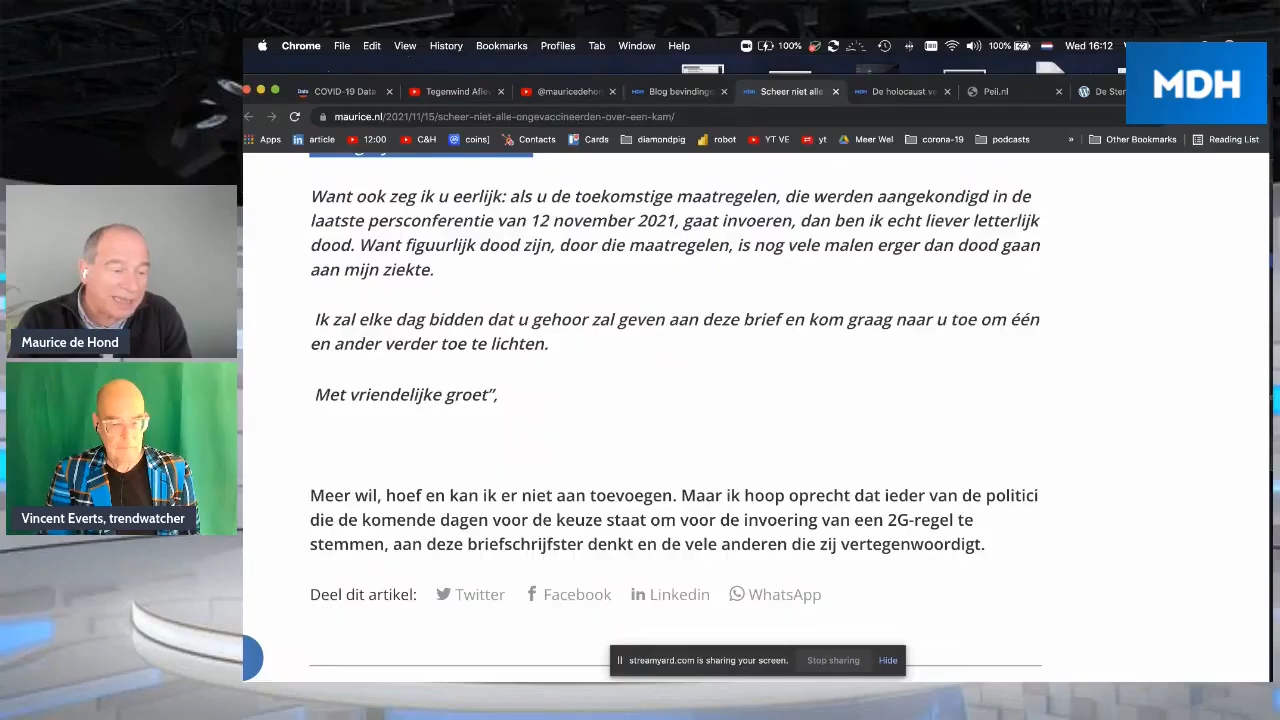 Chrome File Edit View History Bookmarks Profiles Tab Window Help 100% 100% Wed 16:12
MDH
COVID-19 Data
Tegenwind Aflev
@mauricedehon
Blog bevindinge
Scheer niet alle
De holocaust vo
Peil.nl
De Ster
maurice.nl/2021/11/15/scheer-niet-alle-ongevaccineerden-over-een-kam/
Apps article 12:00 C&H coins] Contacts Cards diamondpig robot YT VE yt Meer Wel corona-19 podcasts » Other Bookmarks Reading List
Want ook zeg ik u eerlijk: als u de toekomstige maatregelen, die werden aangekondigd in de
laatste persconferentie van 12 november 2021, gaat invoeren, dan ben ik echt liever letterlijk
dood. Want figuurlijk dood zijn, door die maatregelen, is nog vele malen erger dan dood gaan
aan mijn ziekte.
Ik zal elke dag bidden dat u gehoor zal geven aan deze brief en kom graag naar u toe om één
en ander verder toe te lichten.
Met vriendelijke groet”,
Meer wil, hoef en kan ik er niet aan toevoegen. Maar ik hoop oprecht dat ieder van de politici
die de komende dagen voor de keuze staat om voor de invoering van een 2G-regel te
stemmen, aan deze briefschrijfster denkt en de vele anderen die zij vertegenwoordigt.
Deel dit artikel: Twitter Facebook Linkedin WhatsApp
streamyard.com is sharing your screen. Stop sharing Hide
Maurice de Hond
Vincent Everts, trendwatcher